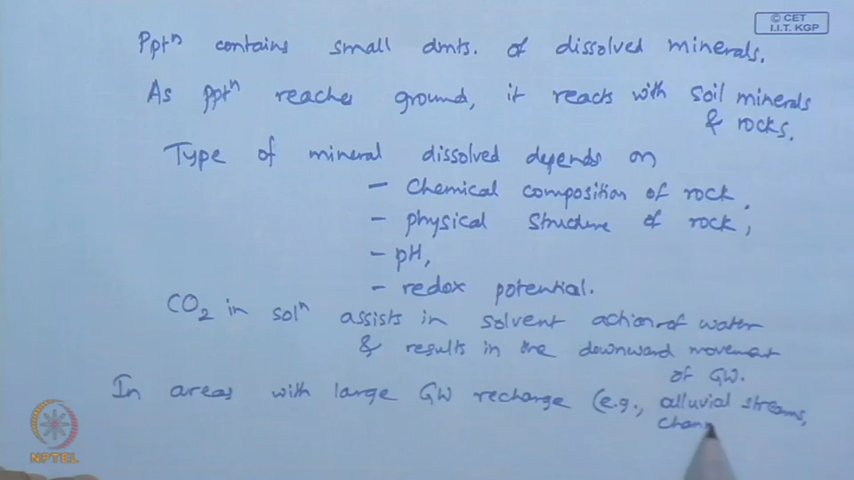 © CET
I.I.T. KGP
Pptⁿ contains small amts. of dissolved minerals.
As pptⁿ reaches ground, it reacts with soil minerals
& rocks.
Type of mineral dissolved depends on
- Chemical composition of rock,
- physical structure of rock,
- pH,
- redox potential.
CO₂ in solⁿ assists in solvent action of water
& results in the downward movement
of GW.
In areas with large GW recharge (e.g., alluvial streams,
chan
NPTEL